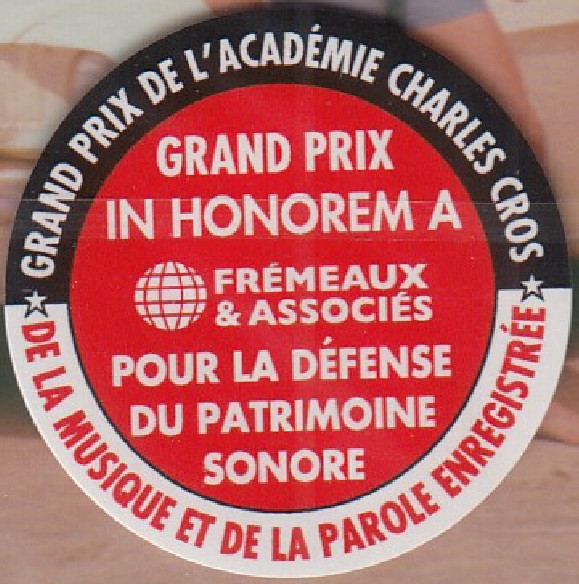 GRAND PRIX DE L'ACADÉMIE CHARLES CROS
GRAND PRIX
IN HONOREM A
FRÉMEAUX
& ASSOCIÉS
POUR LA DÉFENSE
DU PATRIMOINE
SONORE
DE LA MUSIQUE ET DE LA PAROLE ENREGISTRÉE